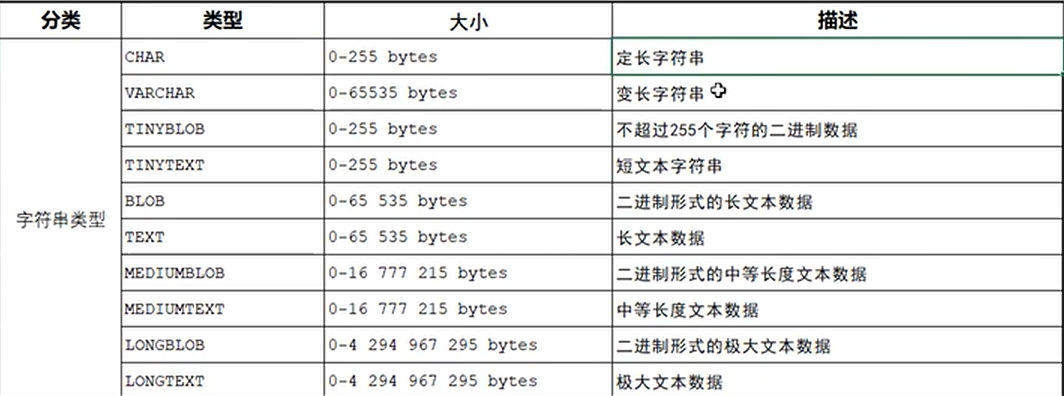 分类 类型 大小 描述
CHAR 0-255 bytes 定长字符串
VARCHAR 0-65535 bytes 变长字符串
TINYBLOB 0-255 bytes 不超过255个字符的二进制数据
TINYTEXT 0-255 bytes 短文本字符串
字符串类型 BLOB 0-65 535 bytes 二进制形式的长文本数据
TEXT 0-65 535 bytes 长文本数据
MEDIUMBLOB 0-16 777 215 bytes 二进制形式的中等长度文本数据
MEDIUMTEXT 0-16 777 215 bytes 中等长度文本数据
LONGBLOB 0-4 294 967 295 bytes 二进制形式的极大文本数据
LONGTEXT 0-4 294 967 295 bytes 极大文本数据